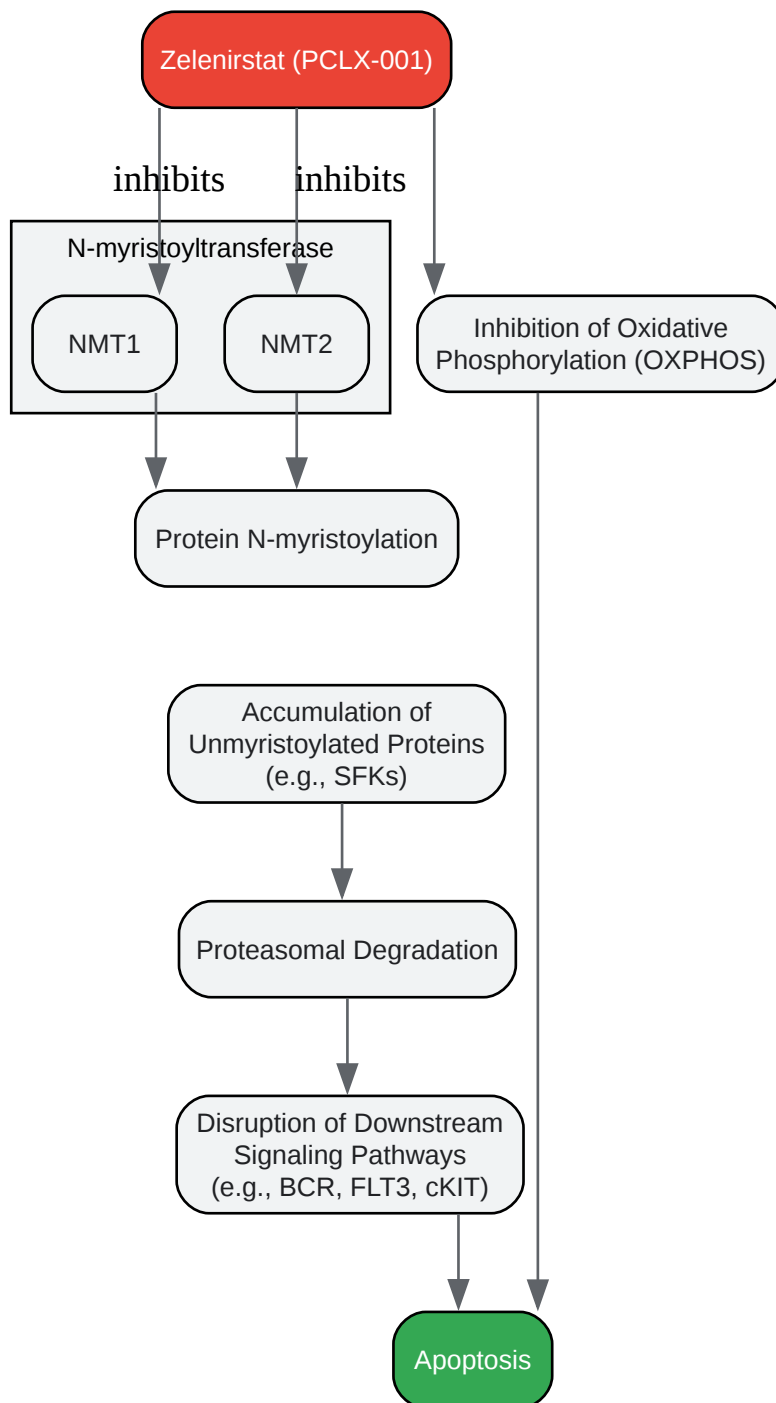 Zelenirstat (PCLX-001)
inhibits
inhibits
N-myristoyltransferase
NMT1
NMT2
Inhibition of Oxidative
Phosphorylation (OXPHOS)
Protein N-myristoylation
Accumulation of
Unmyristoylated Proteins
(e.g., SFKs)
Proteasomal Degradation
Disruption of Downstream
Signaling Pathways
(e.g., BCR, FLT3, cKIT)
Apoptosis